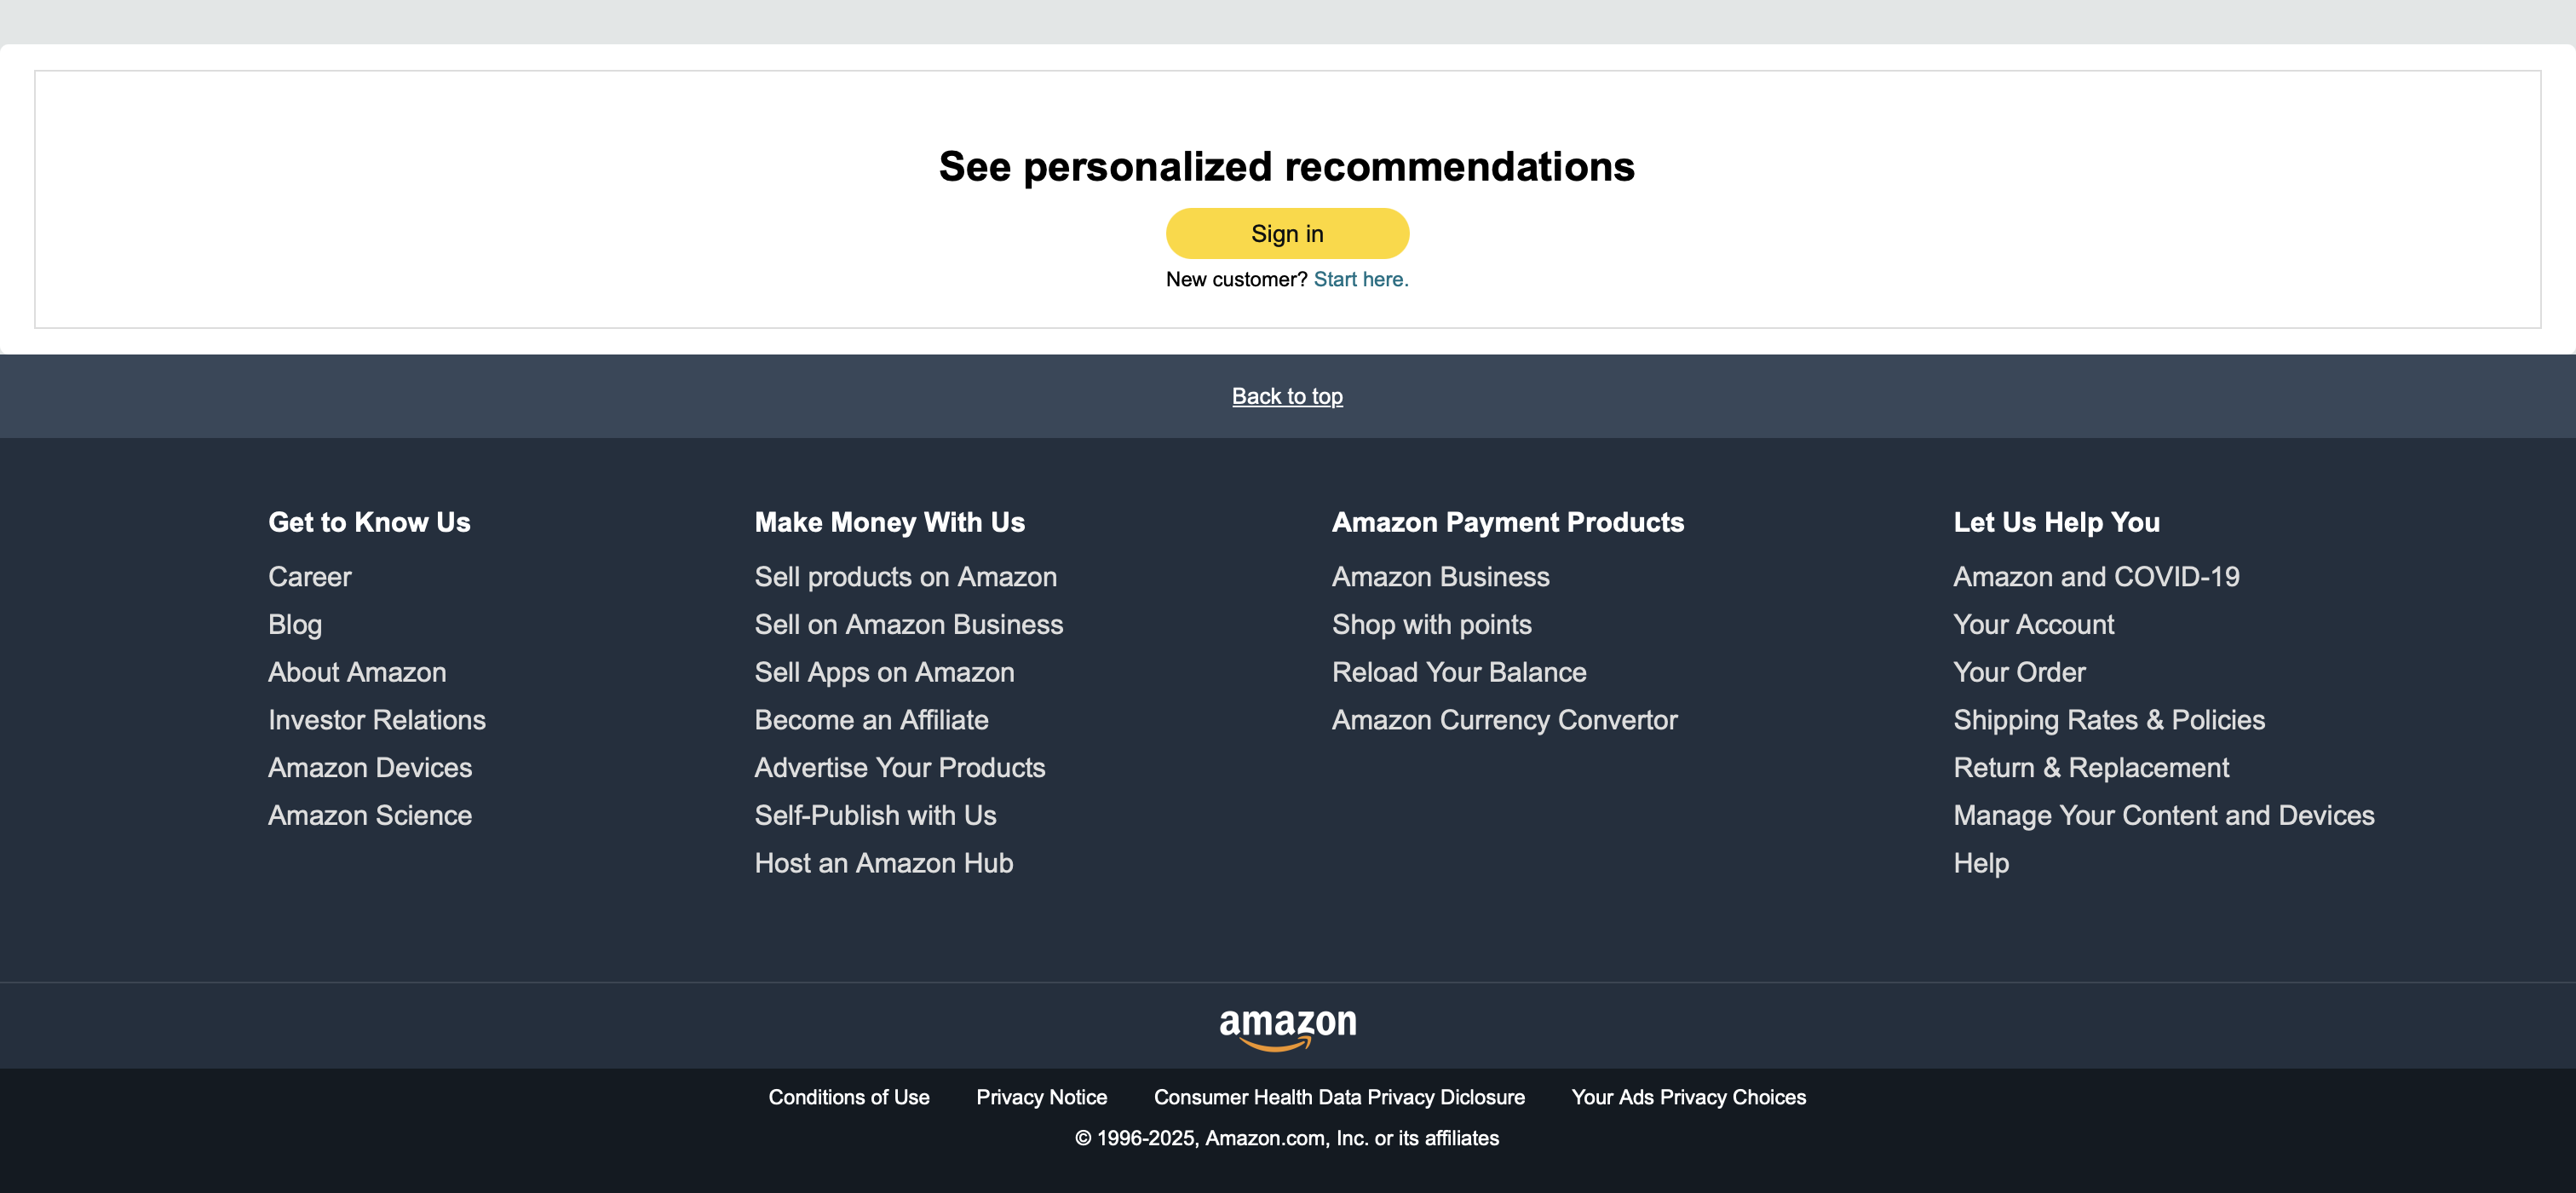 See personalized recommendations
Sign in
New customer? Start here.
Back to top
Get to Know Us
Career
Blog
About Amazon
Investor Relations
Amazon Devices
Amazon Science
Make Money With Us
Sell products on Amazon
Sell on Amazon Business
Sell Apps on Amazon
Become an Affiliate
Advertise Your Products
Self-Publish with Us
Host an Amazon Hub
Amazon Payment Products
Amazon Business
Shop with points
Reload Your Balance
Amazon Currency Convertor
Let Us Help You
Amazon and COVID-19
Your Account
Your Order
Shipping Rates & Policies
Return & Replacement
Manage Your Content and Devices
Help
amazon
Conditions of Use Privacy Notice Consumer Health Data Privacy Diclosure Your Ads Privacy Choices
© 1996-2025, Amazon.com, Inc. or its affiliates